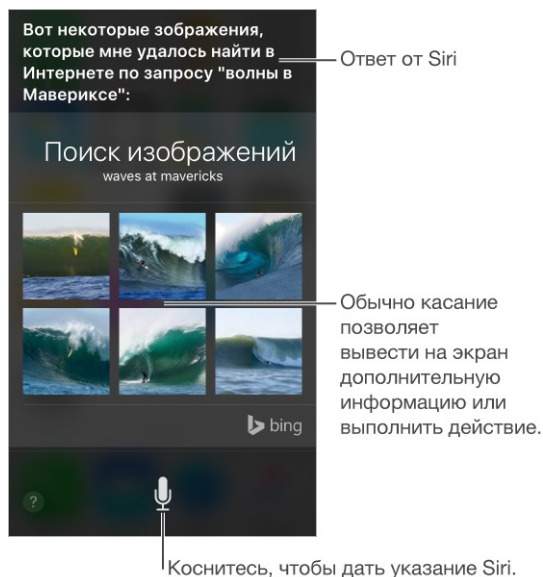 Вот некоторые зображения,
которые мне удалось найти в
Интернете по запросу "волны в
Мавериксе":
Ответ от Siri
Поиск изображений
waves at mavericks
Обычно касание
позволяет
вывести на экран
дополнительную
информацию или
выполнить действие.
bing
?
Коснитесь, чтобы дать указание Siri.